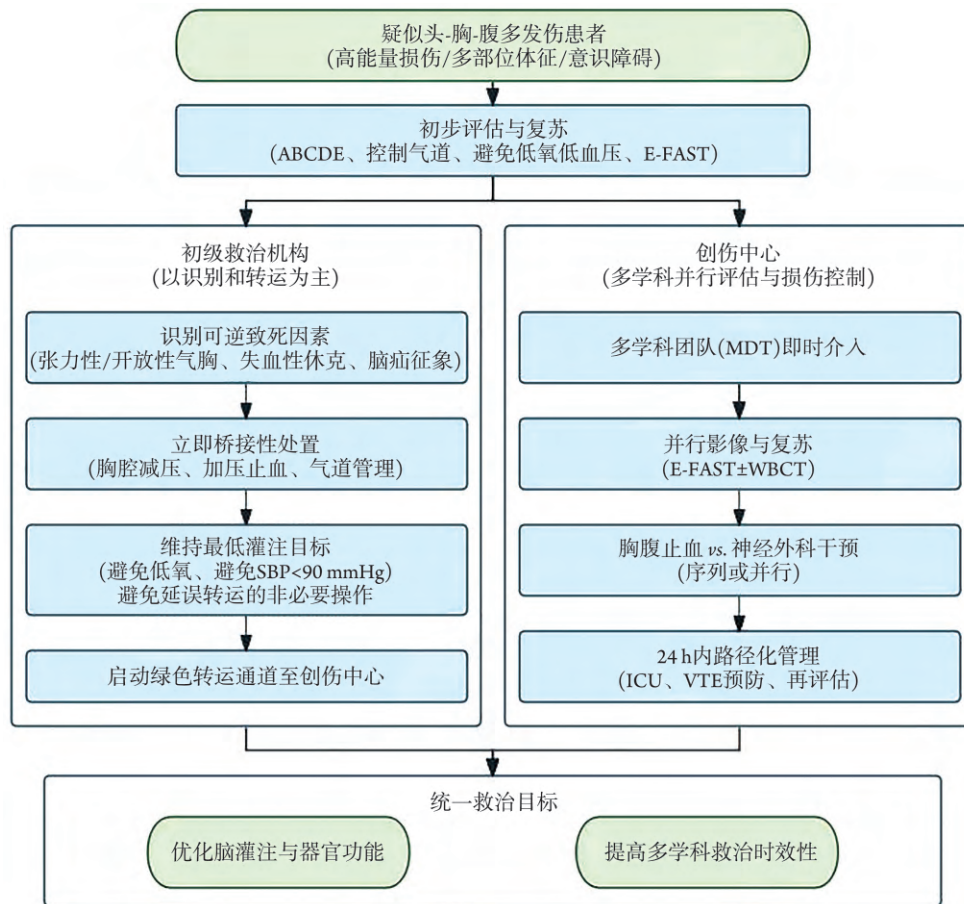 疑似头-胸-腹多发伤患者
(高能量损伤/多部位体征/意识障碍)
初步评估与复苏
(ABCDE、控制气道、避免低氧低血压、E-FAST)
初级救治机构
(以识别和转运为主)
识别可逆致死因素
(张力性/开放性气胸、失血性休克、脑疝征象)
立即桥接性处置
(胸腔减压、加压止血、气道管理)
维持最低灌注目标
(避免低氧、避免SBP<90 mmHg)
避免延误转运的非必要操作
启动绿色转运通道至创伤中心
创伤中心
(多学科并行评估与损伤控制)
多学科团队(MDT)即时介入
并行影像与复苏
(E-FAST±WBCT)
胸腹止血 vs. 神经外科干预
(序列或并行)
24 h内路径化管理
(ICU、VTE预防、再评估)
统一救治目标
优化脑灌注与器官功能
提高多学科救治时效性